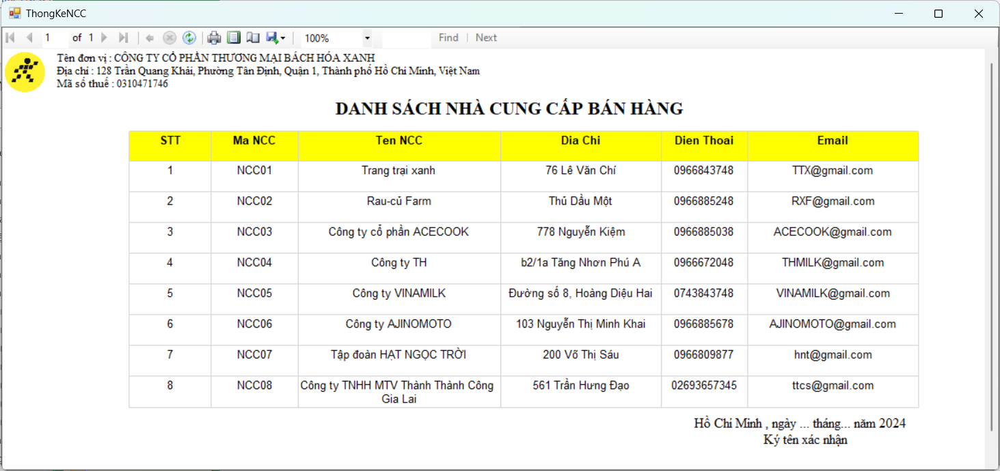 ThongKeNCC
1 of 1 100% Find Next
Tên đơn vị : CÔNG TY CỔ PHẦN THƯƠNG MẠI BÁCH HÓA XANH
Địa chỉ : 128 Trần Quang Khải, Phường Tân Định, Quận 1, Thành phố Hồ Chí Minh, Việt Nam
Mã số thuế : 0310471746
DANH SÁCH NHÀ CUNG CẤP BÁN HÀNG
STT Ma NCC Ten NCC Dia Chi Dien Thoai Email
1 NCC01 Trang trại xanh 76 Lê Văn Chí 0966843748 TTX@gmail.com
2 NCC02 Rau-củ Farm Thủ Dầu Một 0966885248 RXF@gmail.com
3 NCC03 Công ty cổ phần ACECOOK 778 Nguyễn Kiệm 0966885038 ACECOOK@gmail.com
4 NCC04 Công ty TH b2/1a Tăng Nhơn Phú A 0966672048 THMILK@gmail.com
5 NCC05 Công ty VINAMILK Đường số 8, Hoàng Diệu Hai 0743843748 VINAMILK@gmail.com
6 NCC06 Công ty AJINOMOTO 103 Nguyễn Thị Minh Khai 0966885678 AJINOMOTO@gmail.com
7 NCC07 Tập đoàn HẠT NGỌC TRỜI 200 Võ Thị Sáu 0966809877 hnt@gmail.com
8 NCC08 Công ty TNHH MTV Thành Thành Công 561 Trần Hưng Đạo 02693657345 ttcs@gmail.com
Gia Lai
Hồ Chí Minh , ngày ... tháng... năm 2024
Ký tên xác nhận